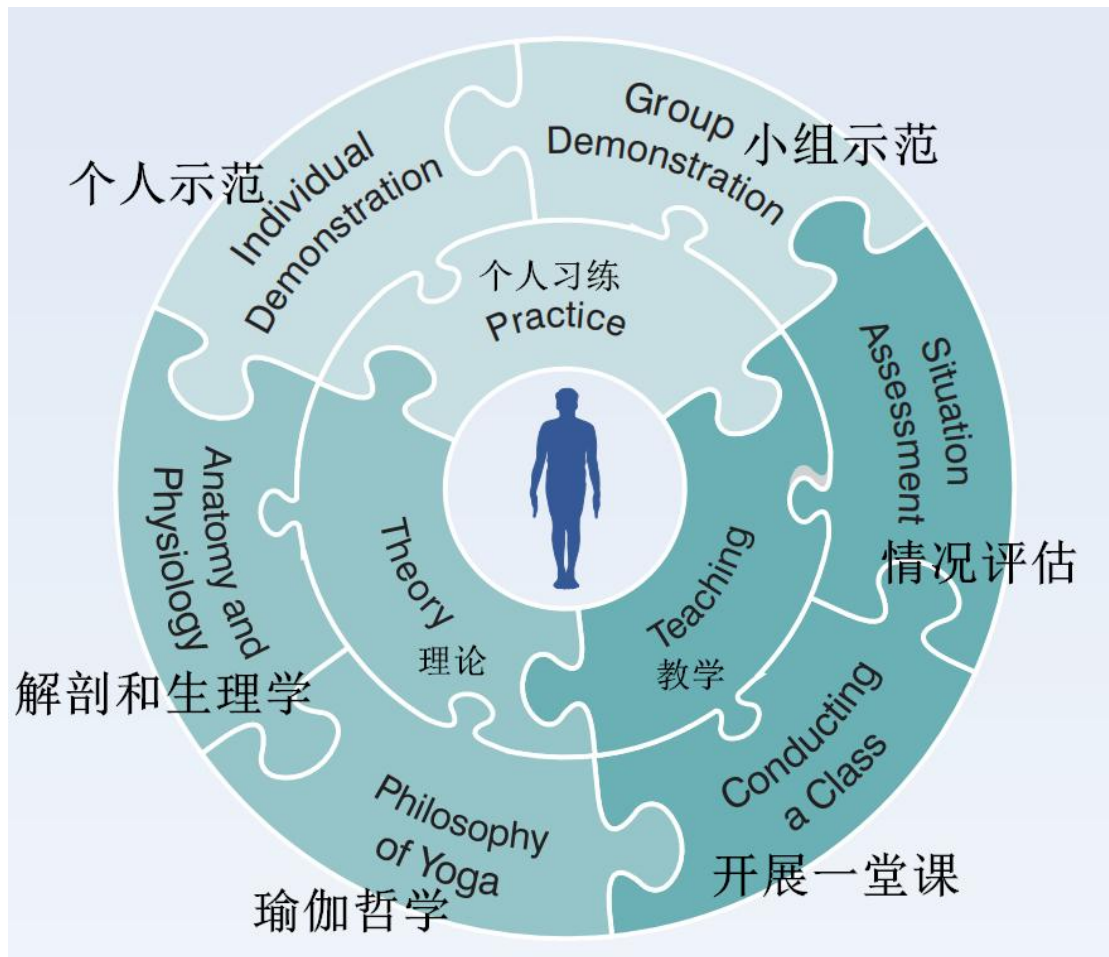 Group
Demonstration
小组示范
个人示范
Individual
Demonstration
个人习练
Practice
Situation
Assessment
情况评估
Anatomy and
Physiology
解剖和生理学
Theory
理论
Teaching
教学
Conducting
a Class
开展一堂课
Philosophy
of Yoga
瑜伽哲学